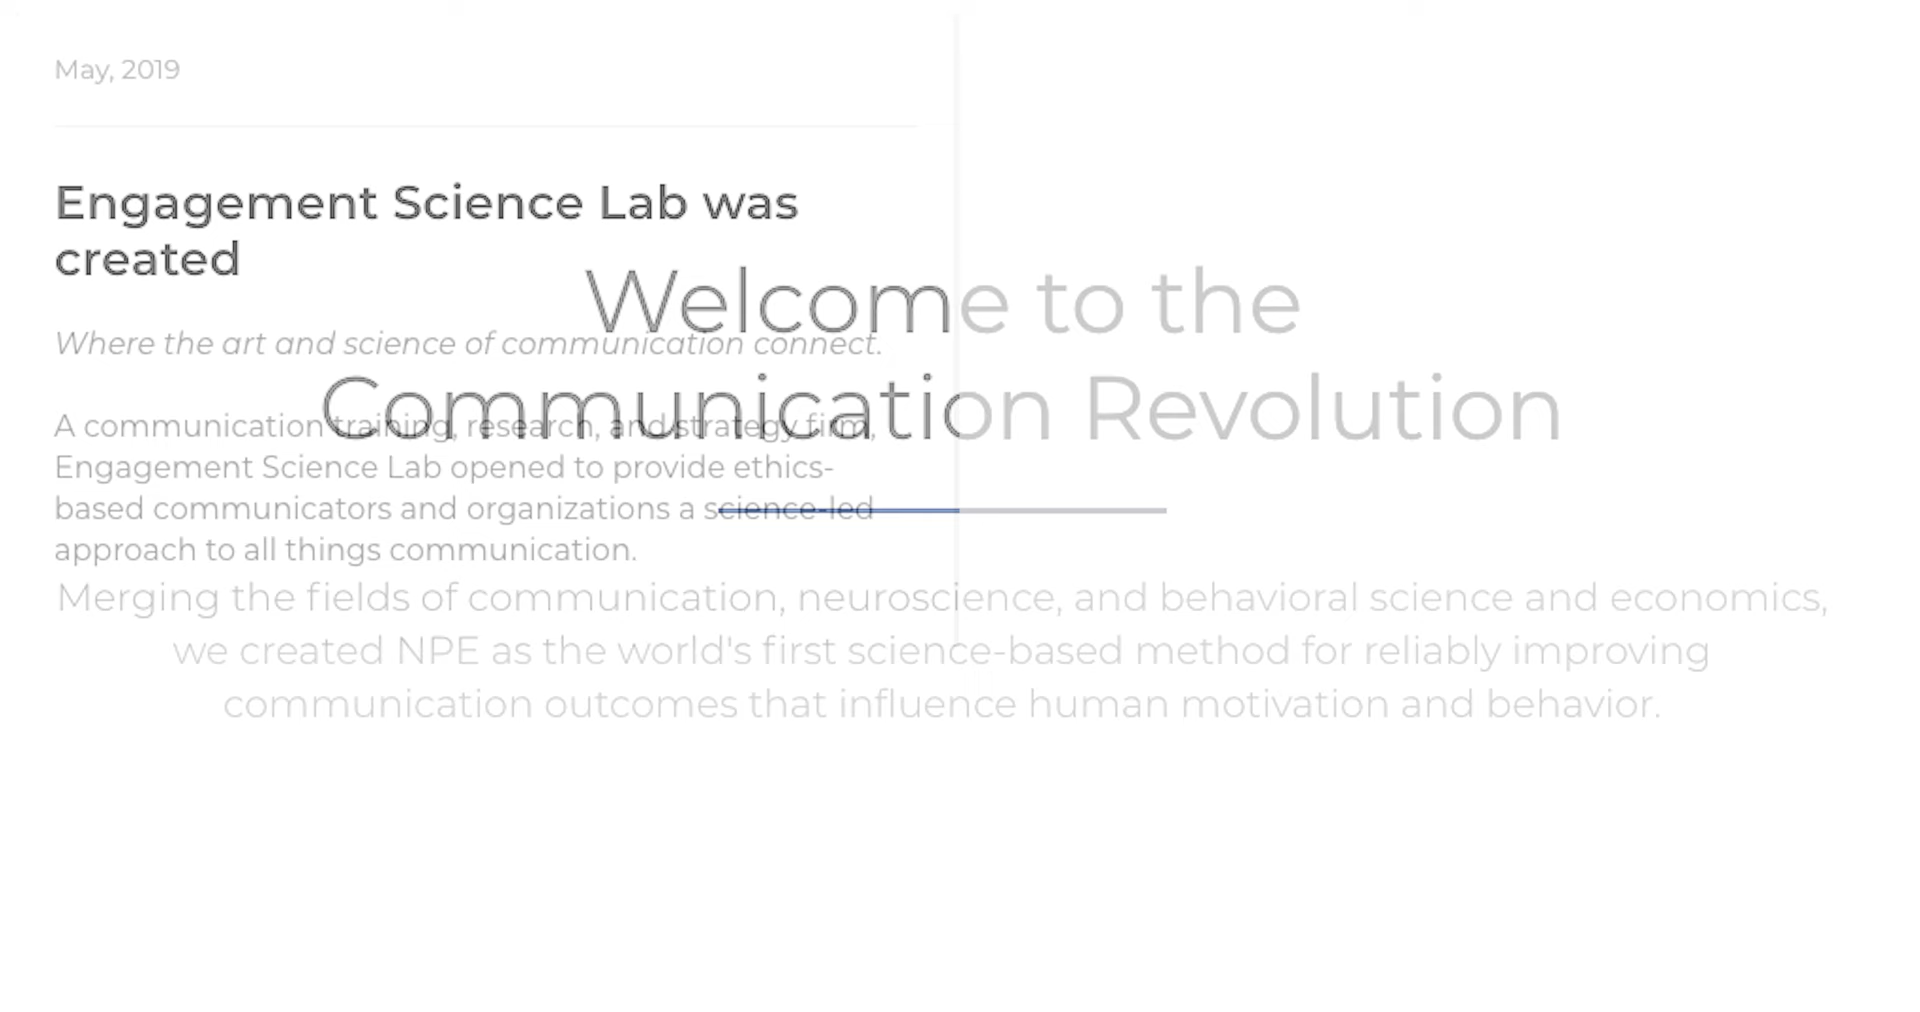 May, 2019
Engagement Science Lab was
created
Where the art and science of communication connect.
A communication training, research, and strategy firm,
Engagement Science Lab opened to provide ethics-
based communicators and organizations a science-led
approach to all things communication.
Welcome to the
Communication Revolution
Merging the fields of communication, neuroscience, and behavioral science and economics,
we created NPE as the world's first science-based method for reliably improving
communication outcomes that influence human motivation and behavior.